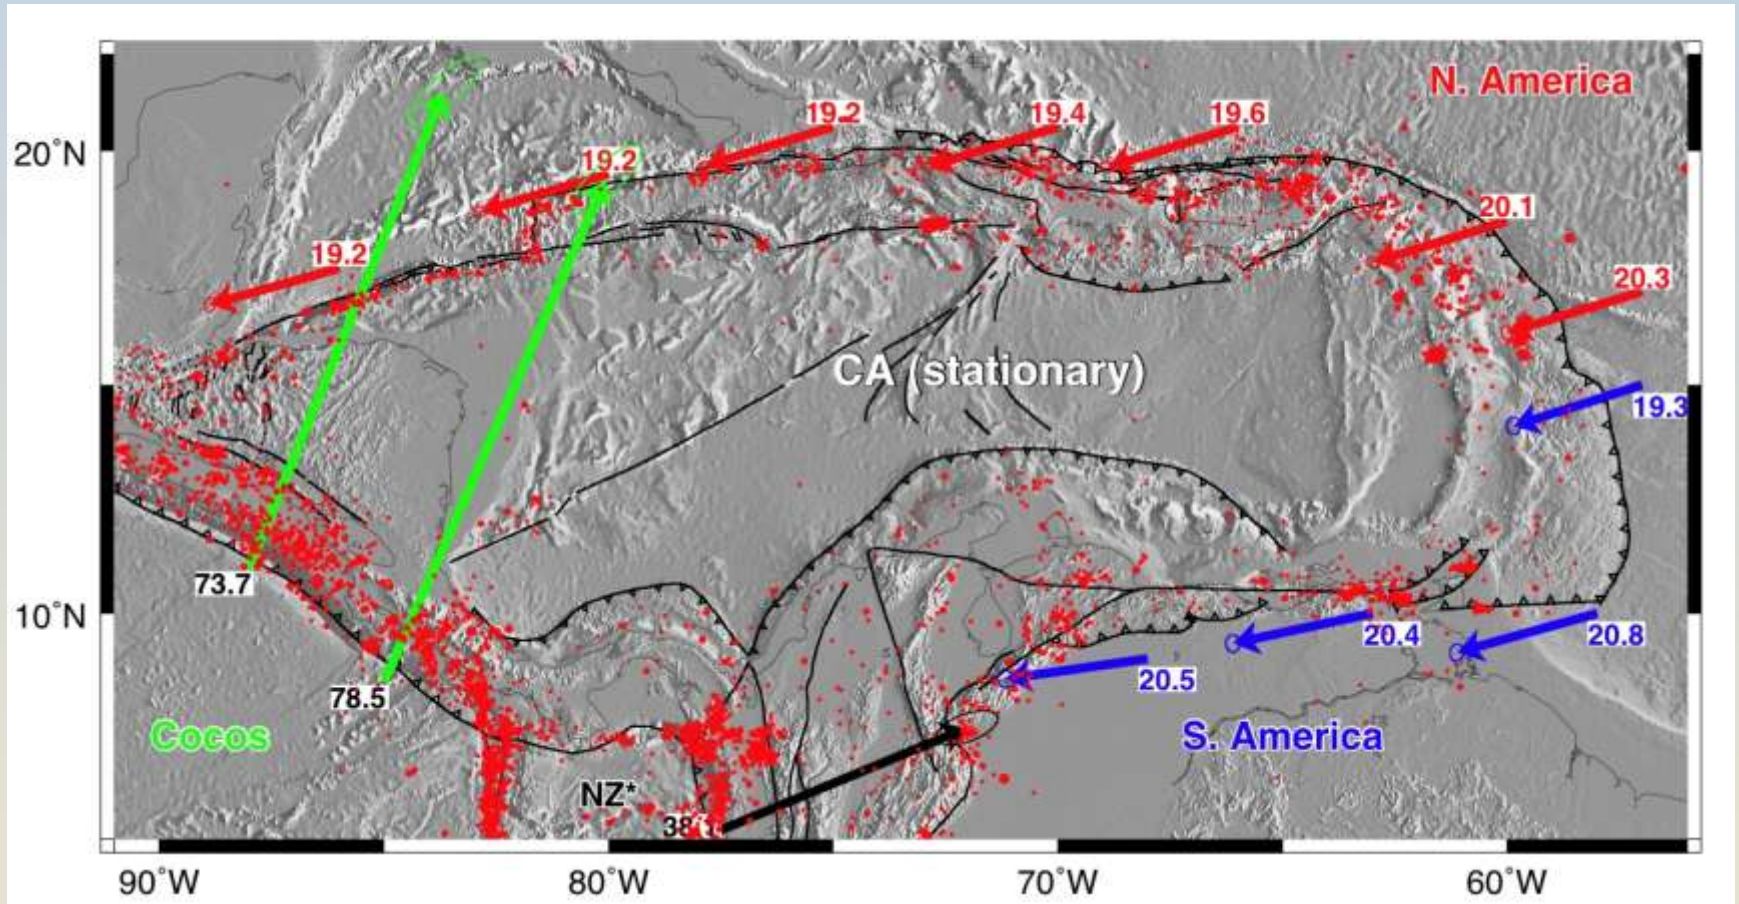 N. America
19.2
19.4
19.6
20°N
19.2
20.1
19.2
20.3
CA (stationary)
19.3
73.7
10°N
20.4
20.8
78.5
20.5
Cocos
S. America
NZ*
90°W
80°W
70°W
60°W